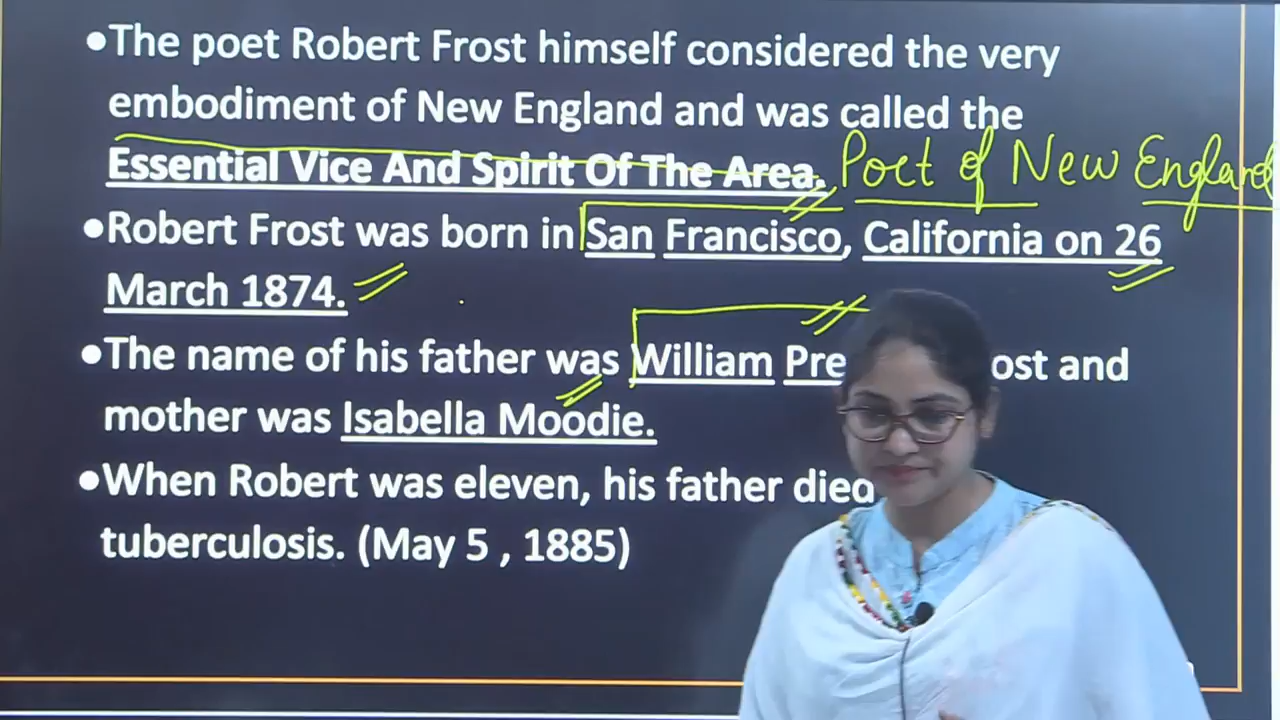 •The poet Robert Frost himself considered the very
embodiment of New England and was called the
Essential Vice And Spirit Of The Area. Poet of New England
•Robert Frost was born in San Francisco, California on 26
March 1874.
•The name of his father was William and
mother was Isabella Moodie.
•When Robert was eleven, his father died
tuberculosis. (May 5 , 1885)